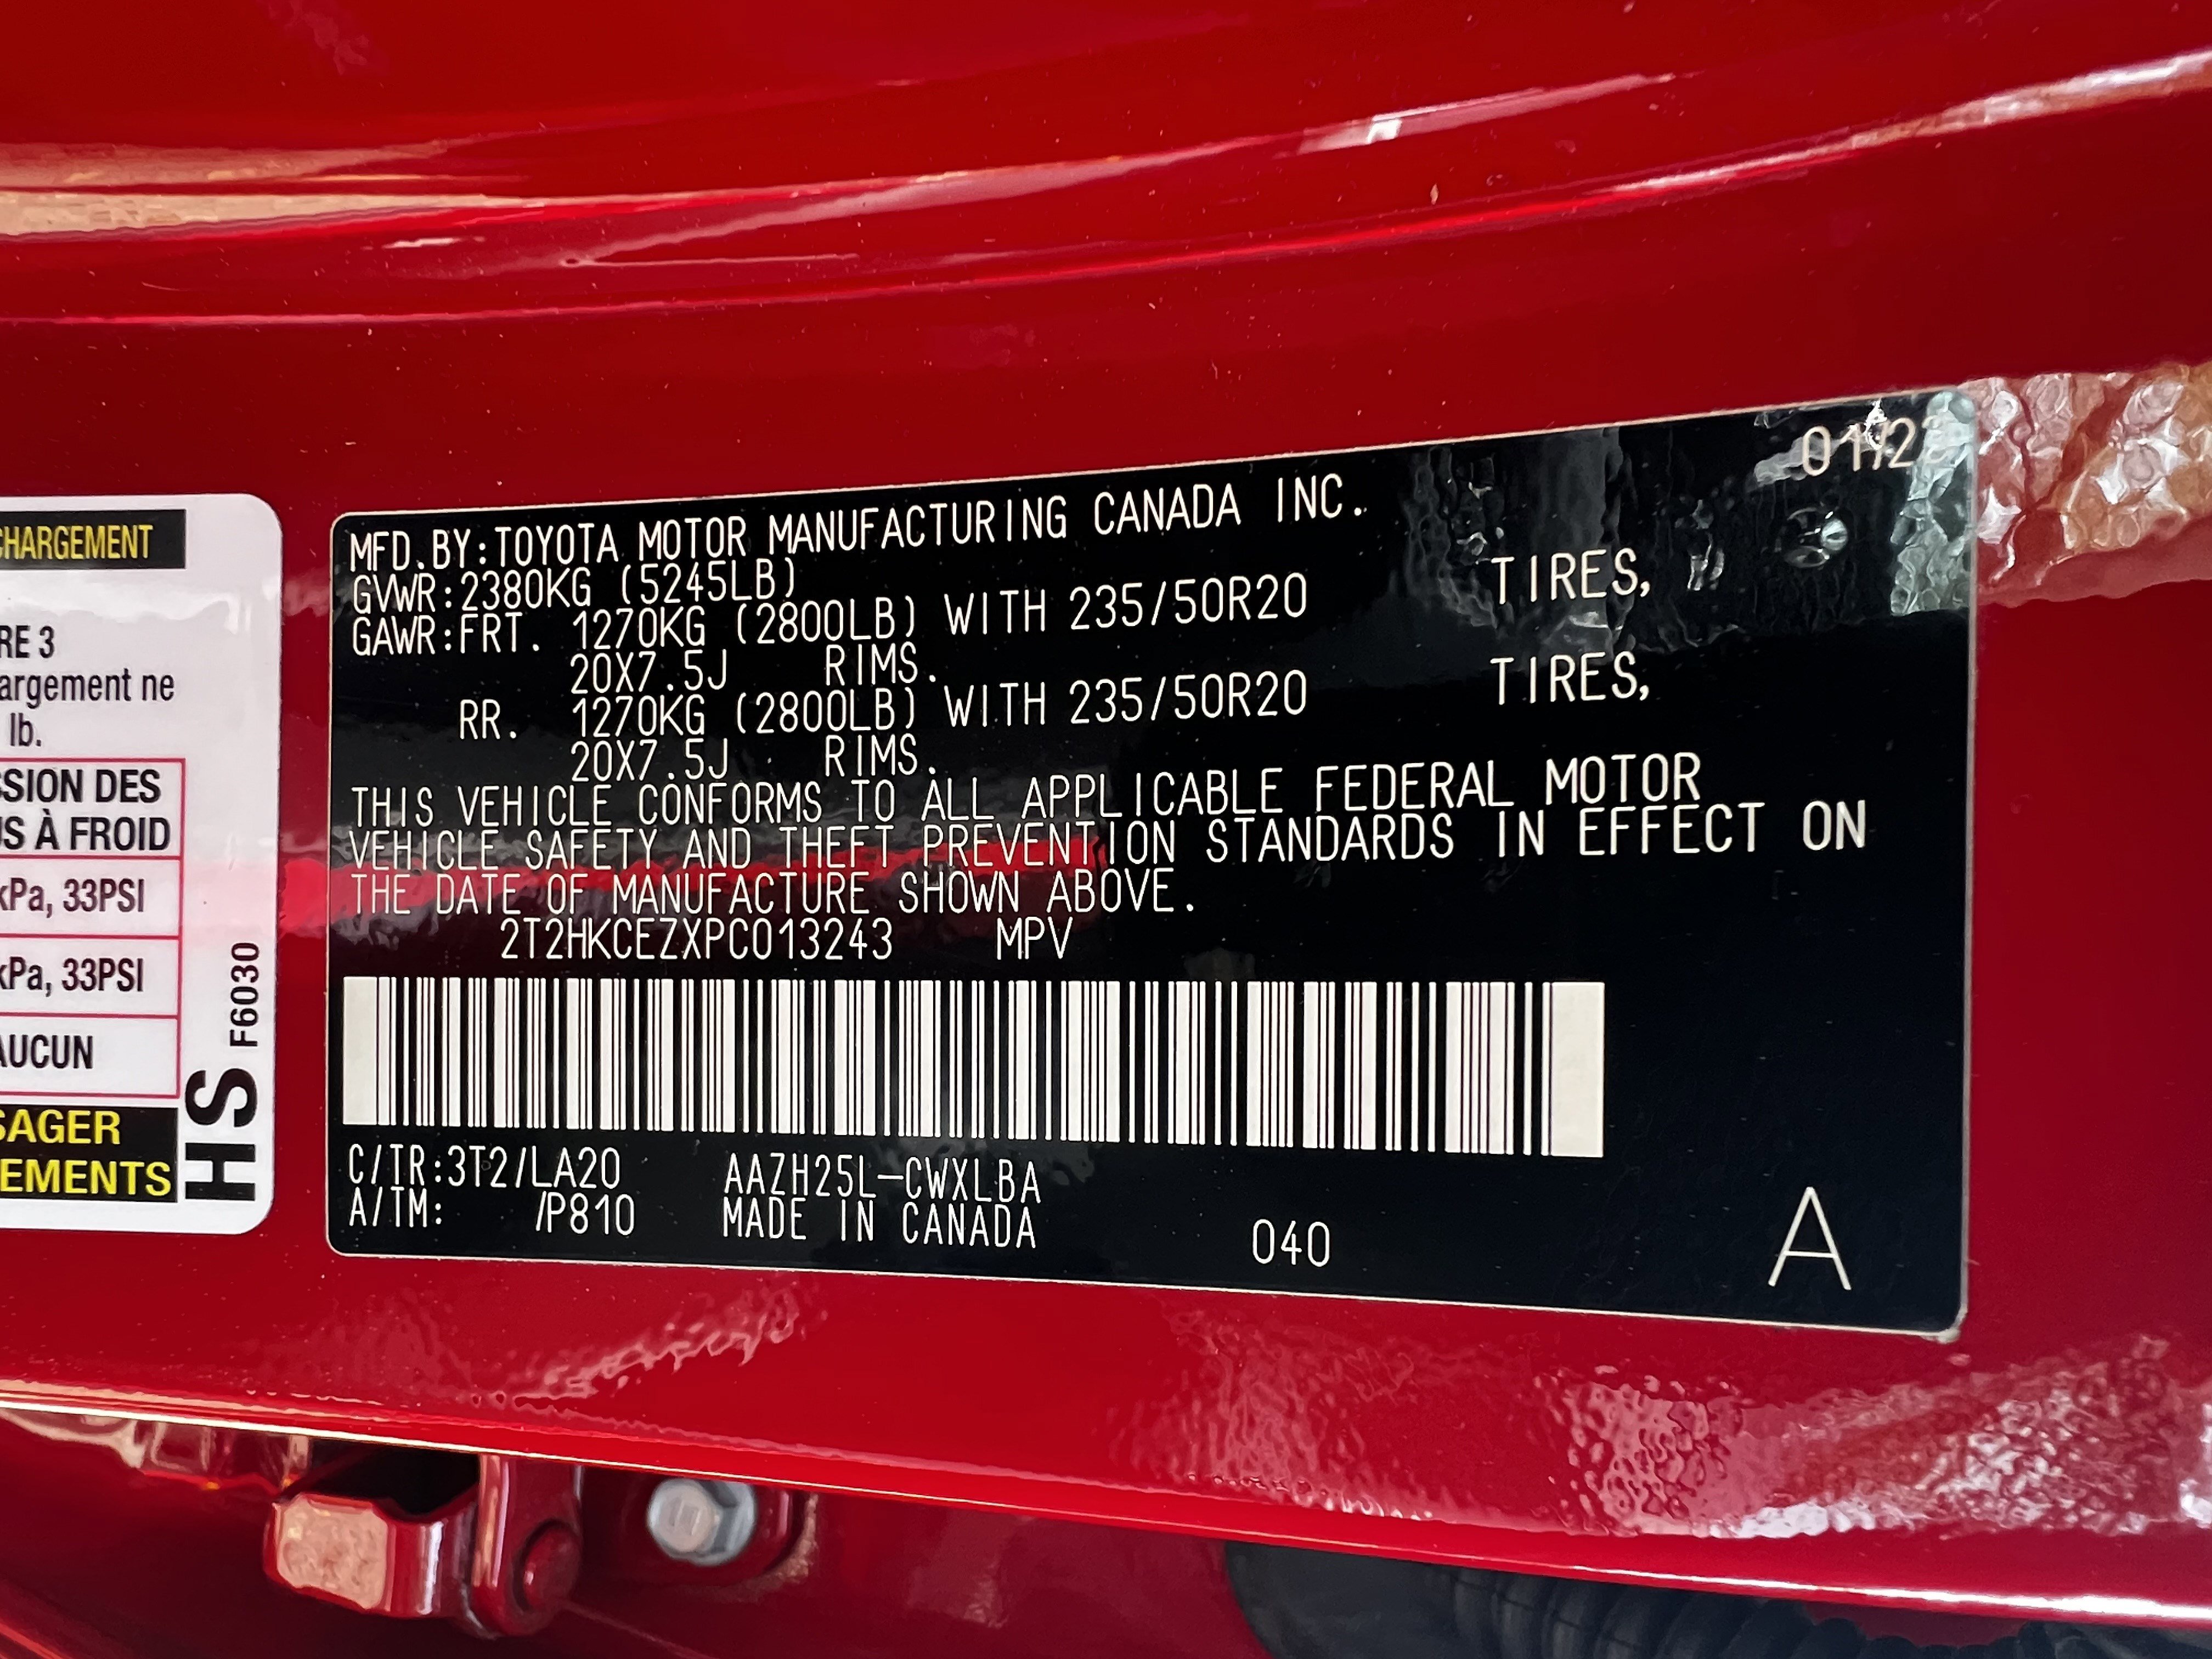 CHARGEMENT
RE 3
argement ne
lb.
SSION DES
US À FROID
kPa, 33PSI
kPa, 33PSI
AUCUN
SAGER
EMENTS
HS F6030
MFD.BY:TOYOTA MOTOR MANUFACTURING CANADA INC.
GVWR:2380KG (5245LB)
GAWR:FRT. 1270KG (2800LB) WITH 235/50R20 TIRES,
20X7.5J RIMS.
RR. 1270KG (2800LB) WITH 235/50R20 TIRES,
20X7.5J RIMS.
THIS VEHICLE CONFORMS TO ALL APPLICABLE FEDERAL MOTOR
VEHICLE SAFETY AND THEFT PREVENTION STANDARDS IN EFFECT ON
THE DATE OF MANUFACTURE SHOWN ABOVE.
2T2HKCEZXPC013243 MPV
C/TR:3T2/LA20 AAZH25L-CWXLBA
A/TM: /P810 MADE IN CANADA 040
A